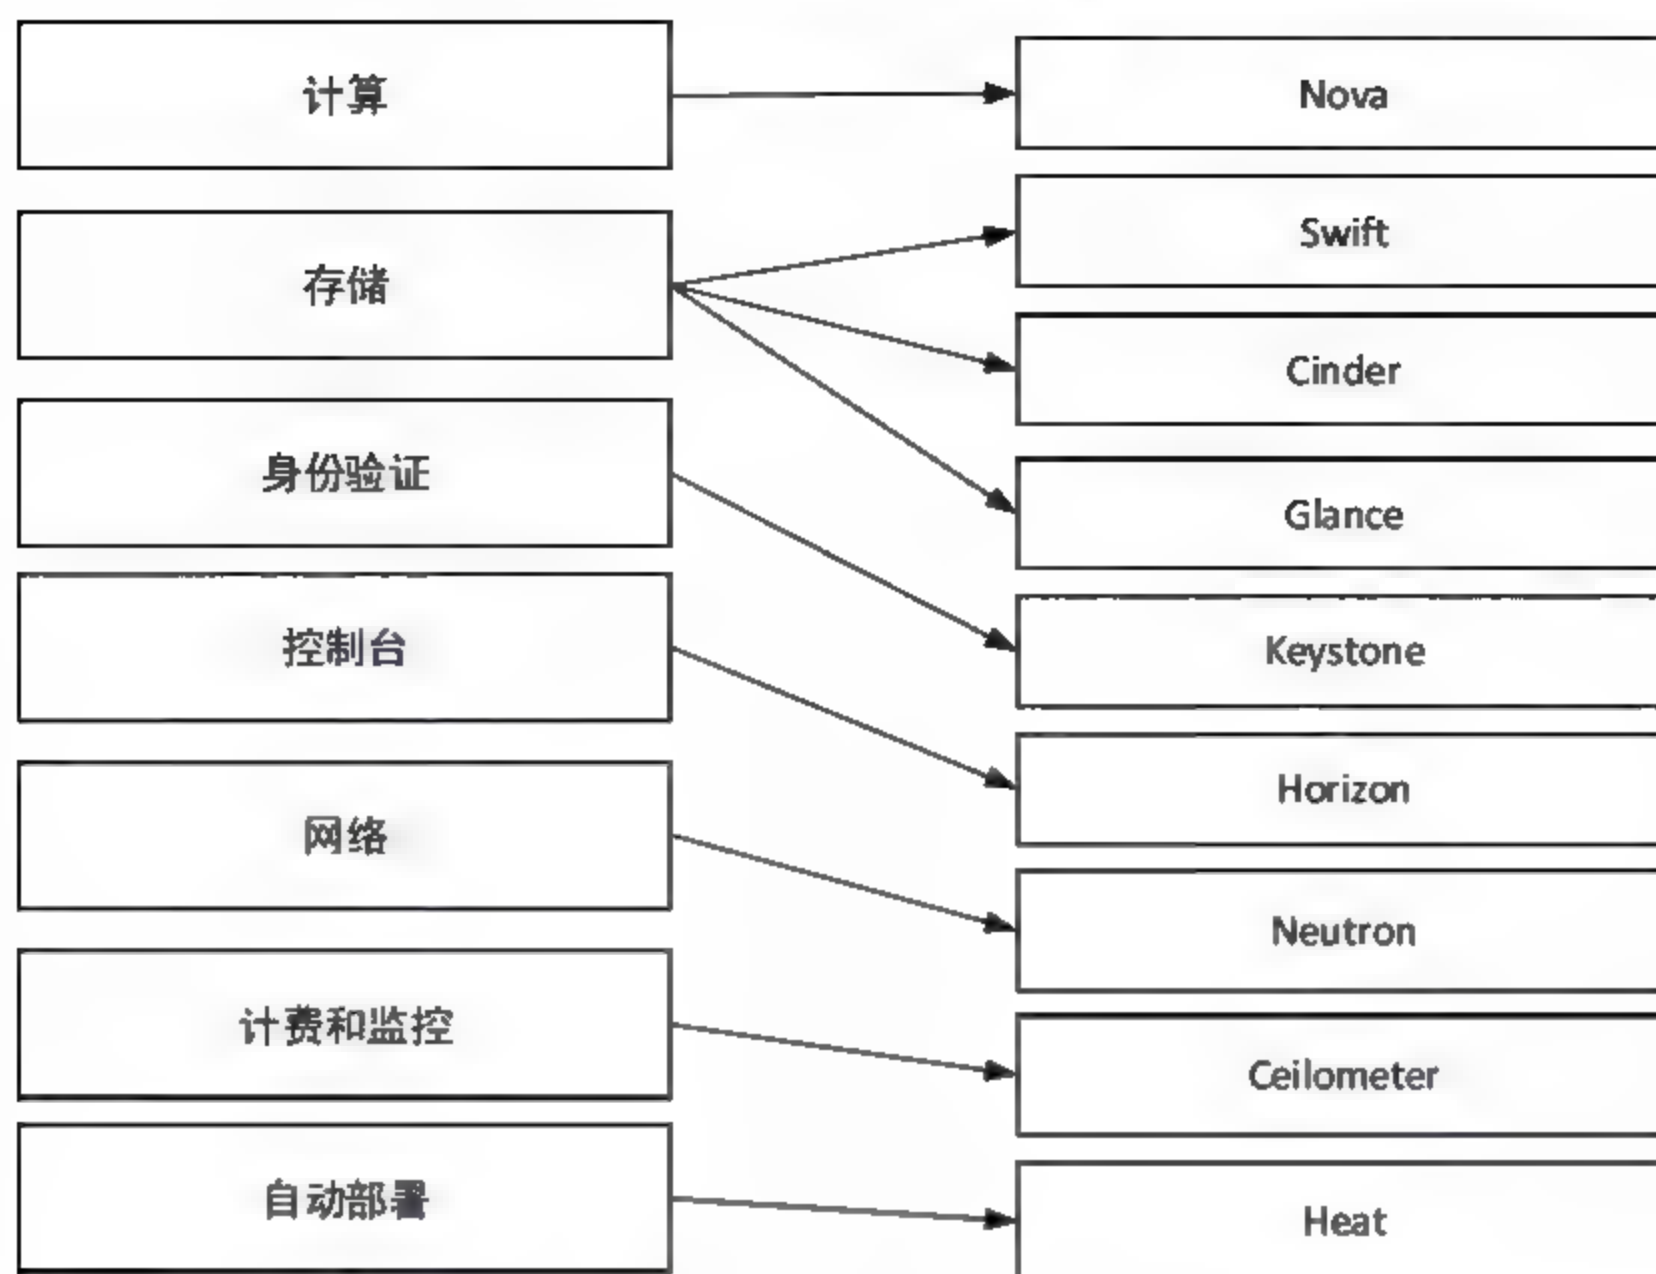 计算
Nova
存储
Swift
Cinder
Glance
身份验证
Keystone
控制台
Horizon
网络
Neutron
计费和监控
Ceilometer
自动部署
Heat